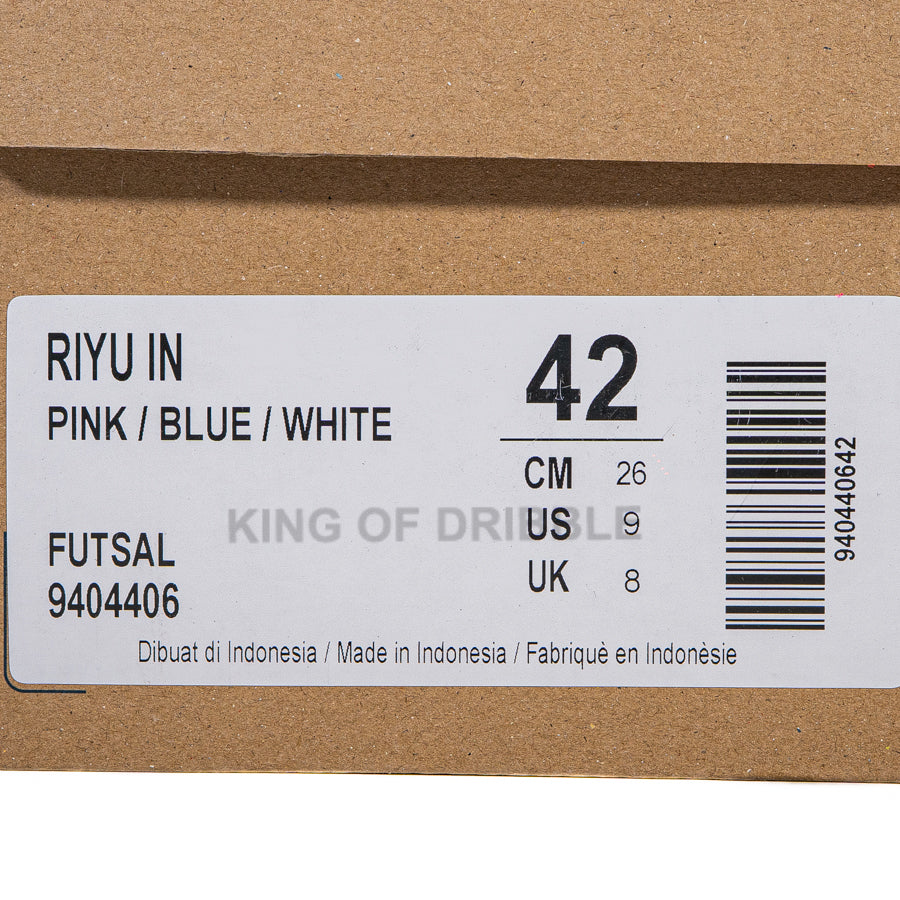 RIYU IN
PINK / BLUE / WHITE
42
CM 26
US 9
UK 8
KING OF DRIBBLE
FUTSAL
9404406
940440642
Dibuat di Indonesia / Made in Indonesia / Fabriquè en Indonèsie